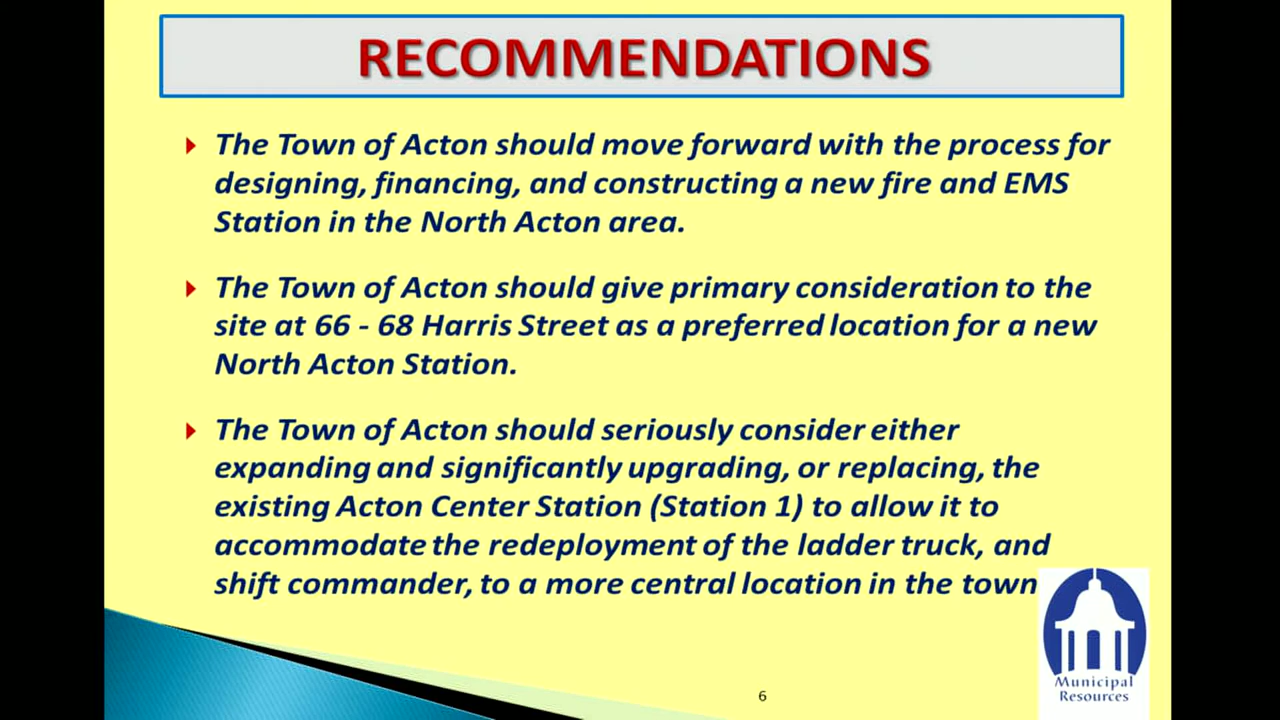 RECOMMENDATIONS
The Town of Acton should move forward with the process for
designing, financing, and constructing a new fire and EMS
Station in the North Acton area.
The Town of Acton should give primary consideration to the
site at 66 - 68 Harris Street as a preferred location for a new
North Acton Station.
The Town of Acton should seriously consider either
expanding and significantly upgrading, or replacing, the
existing Acton Center Station (Station 1) to allow it to
accommodate the redeployment of the ladder truck, and
shift commander, to a more central location in the town
Municipal
Resources
6